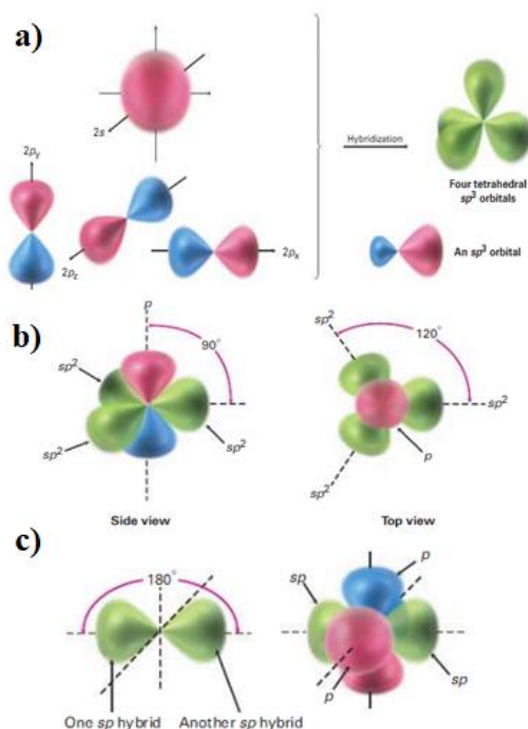 a)
2s
2py
2pz
2px
Hybridization
Four tetrahedral
sp³ orbitals
An sp³ orbital
b)
p
90°
sp²
sp²
sp²
Side view
sp²
120°
sp²
p
sp²
Top view
c)
180°
One sp hybrid
Another sp hybrid
p
sp
p
sp